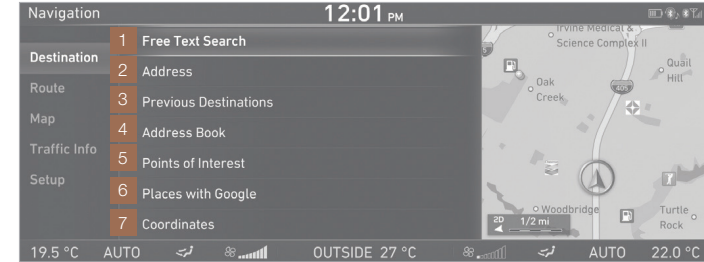 Navigation 12:01 PM
Destination
Route
Map
Traffic Info
Setup
1 Free Text Search
2 Address
3 Previous Destinations
4 Address Book
5 Points of Interest
6 Places with Google
7 Coordinates
Irvine Medical &
Science Complex II
Quail
Hill
Oak
Creek
405
Woodbridge
Turtle
Rock
2D 1/2 mi
19.5 °C AUTO OUTSIDE 27 °C AUTO 22.0 °C